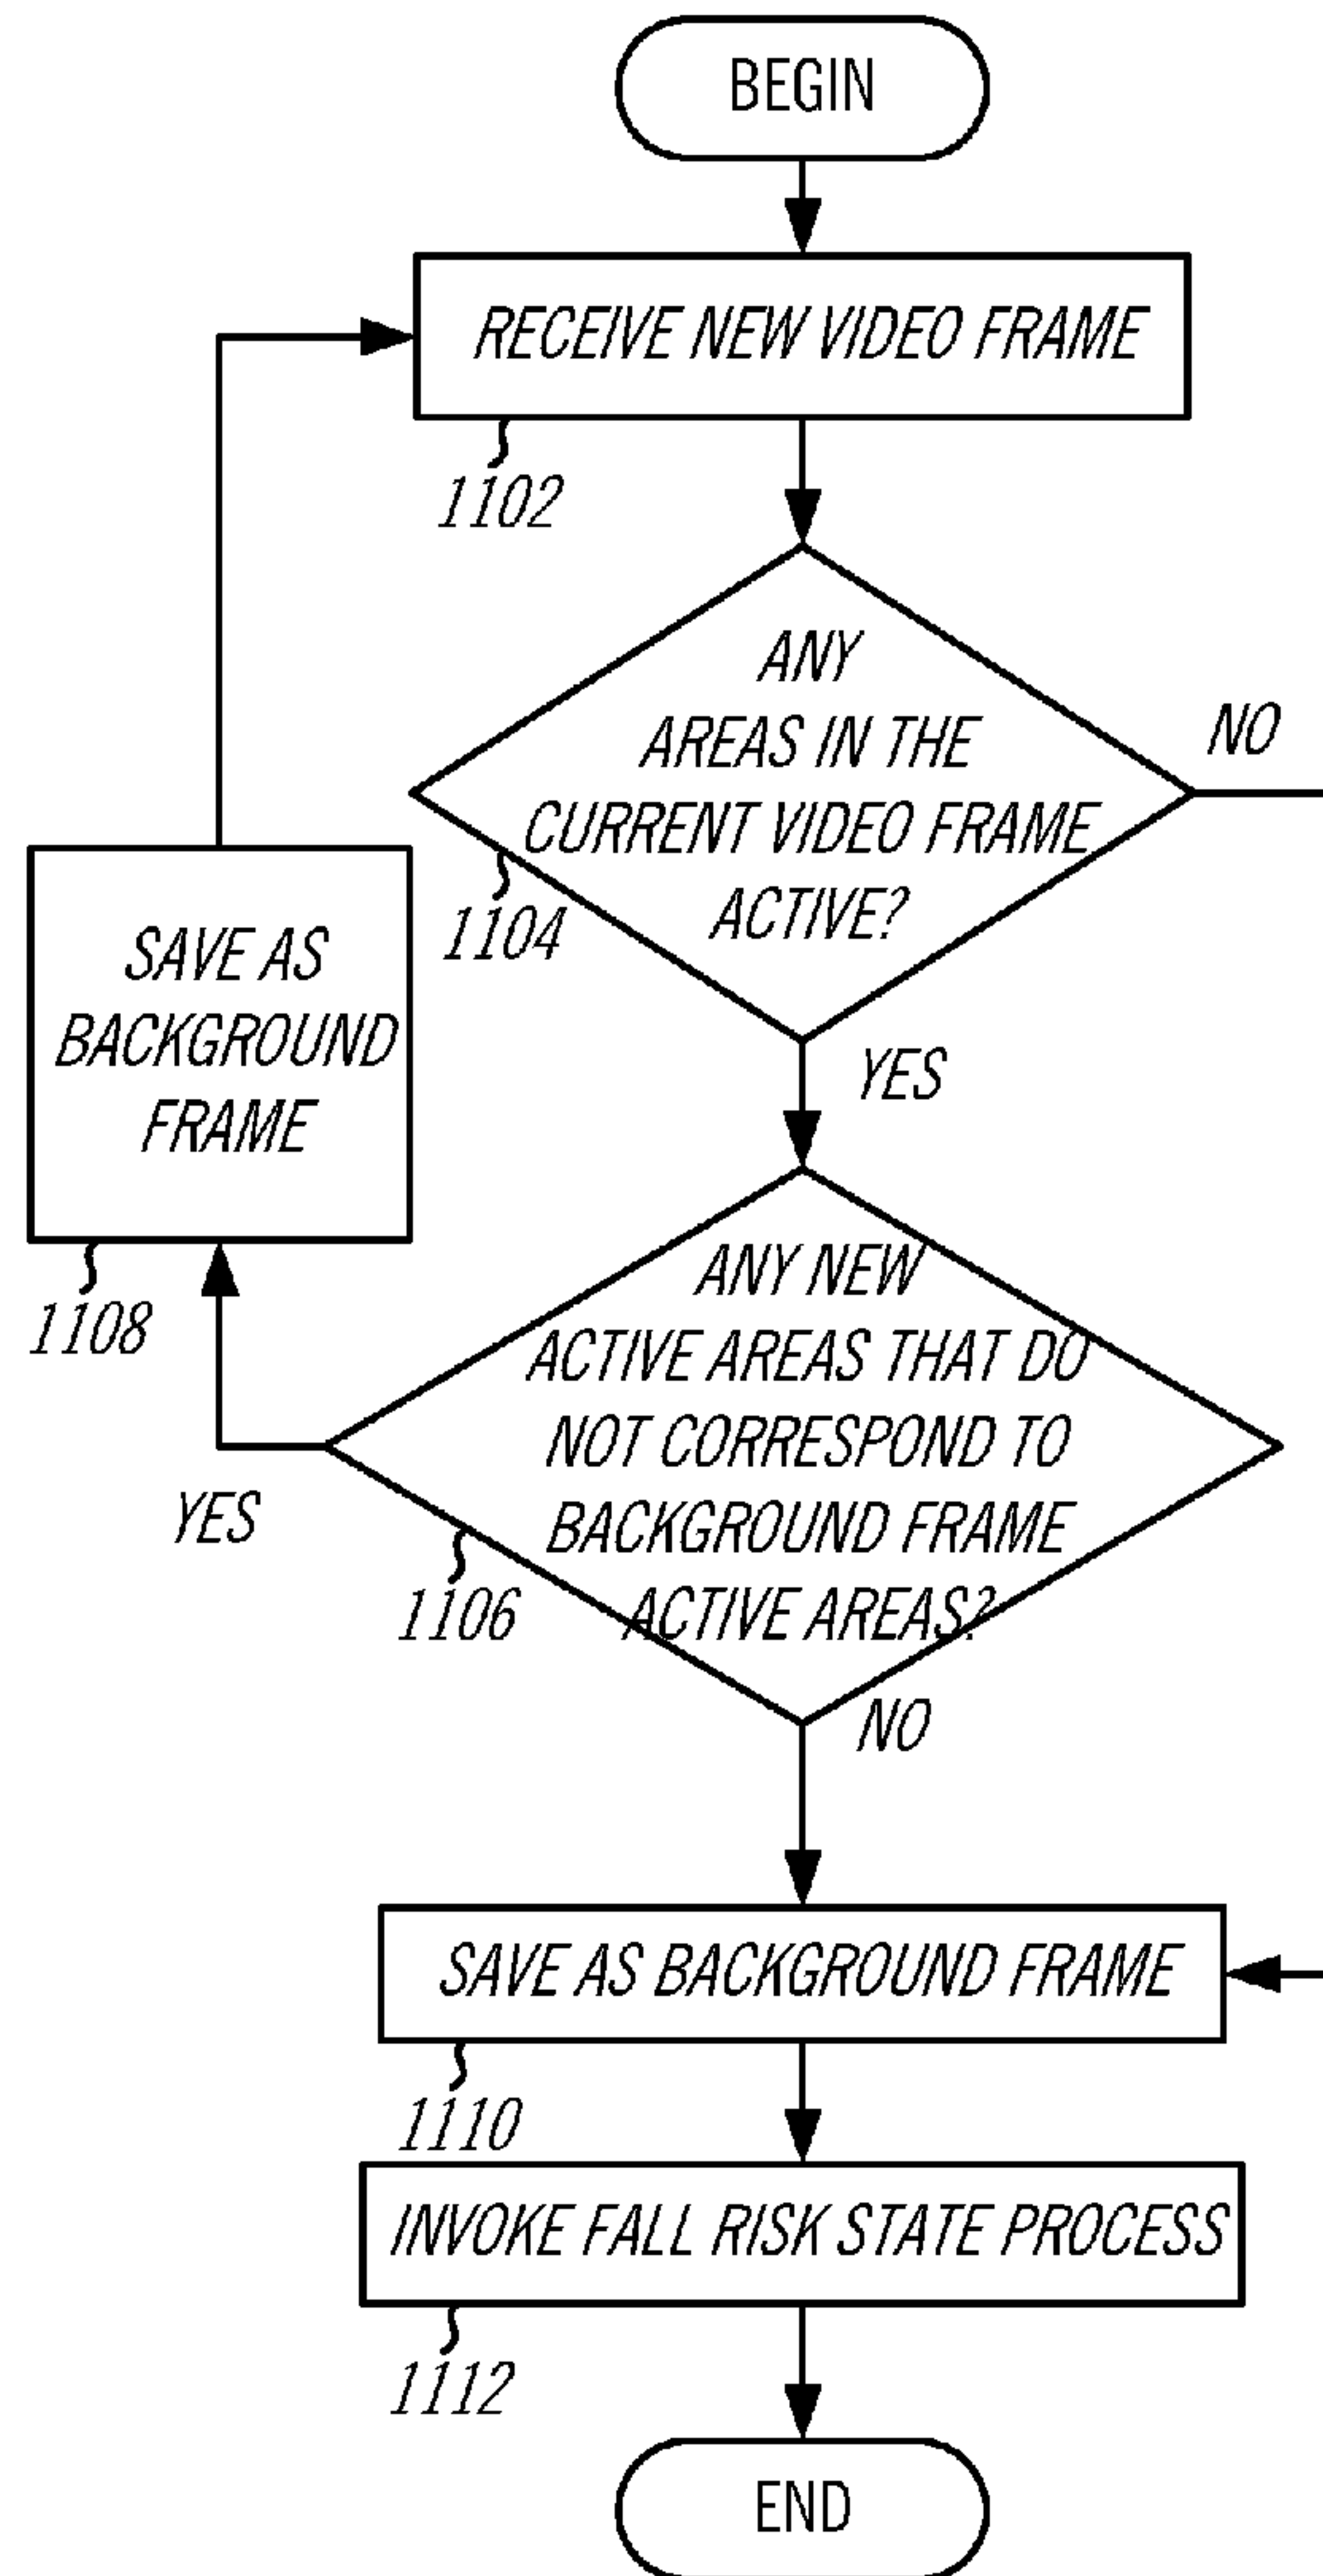 BEGIN
RECEIVE NEW VIDEO FRAME
1102
ANY
AREAS IN THE
CURRENT VIDEO FRAME
ACTIVE?
NO
1104
YES
SAVE AS
BACKGROUND
FRAME
1108
ANY NEW
ACTIVE AREAS THAT DO
NOT CORRESPOND TO
BACKGROUND FRAME
ACTIVE AREAS?
YES
1106
NO
SAVE AS BACKGROUND FRAME
1110
INVOKE FALL RISK STATE PROCESS
1112
END